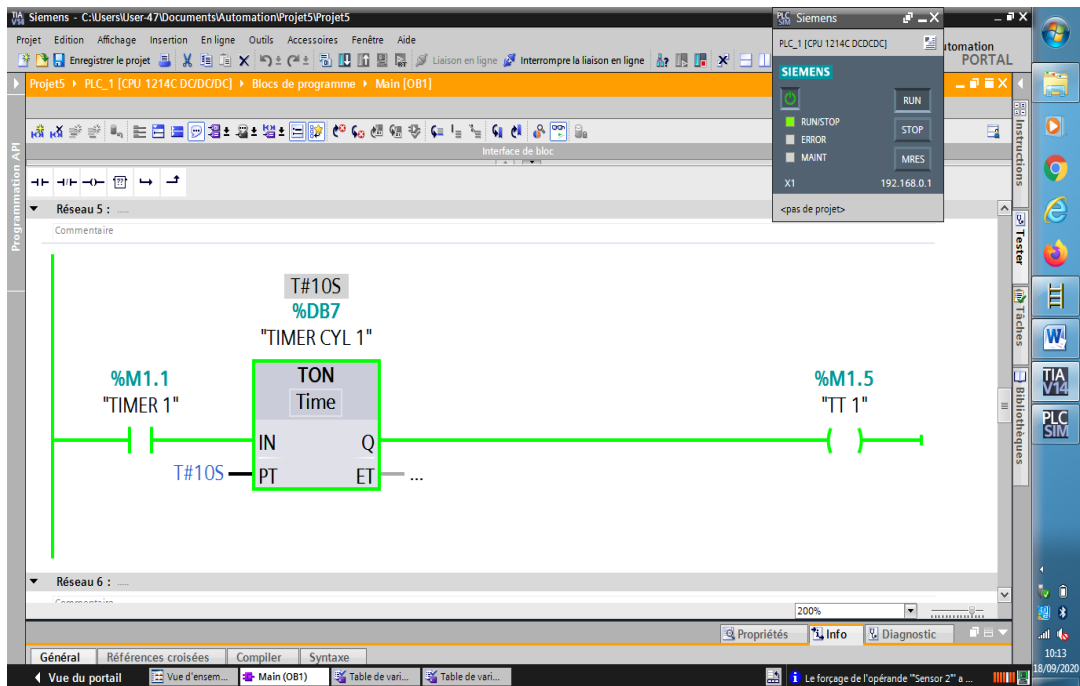 Siemens - C:\Users\User-47\Documents\Automation\Projet5\Projet5
Projet Edition Affichage Insertion En ligne Outils Accessoires Fenêtre Aide
Enregistrer le projet
Liaison en ligne
Interrompre la liaison en ligne
utomation
PORTAL
Projet5 PLC_1 [CPU 1214C DC/DC/DC] Blocs de programme Main [OB1]
Siemens
PLC_1 [CPU 1214C DCDCDC]
SIEMENS
RUN
RUN/STOP
STOP
ERROR
MAINT
MRES
X1 192.168.0.1
<pas de projet>
Interface de bloc
Programmation API
Réseau 5 : .....
Commentaire
T#10S
%DB7
"TIMER CYL 1"
TON
Time
%M1.1
"TIMER 1"
IN Q
T#10S PT ET ...
%M1.5
"TT 1"
Réseau 6 : .....
Commentaire
200%
Propriétés
Info
Diagnostic
Général Références croisées Compiler Syntaxe
Vue du portail
Vue d'ensem...
Main (OB1)
Table de vari...
Table de vari...
Le forçage de l'opérande "Sensor 2" a ...
Instructions
Tester
Tâches
Bibliothèques
TIA
V14
PLC
SIM
10:13
18/09/2020